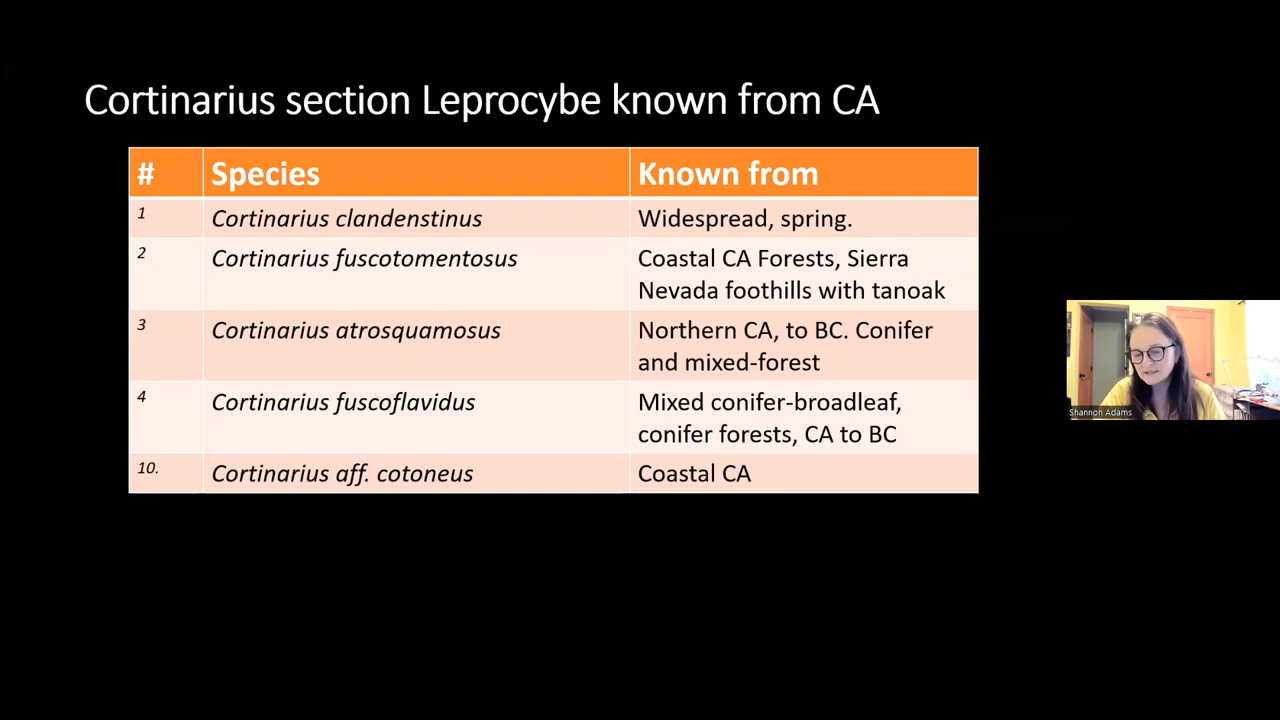 Cortinarius section Leprocybe known from CA
# Species Known from
1 Cortinarius clandenstinus Widespread, spring.
2 Cortinarius fuscotomentosus Coastal CA Forests, Sierra
Nevada foothills with tanoak
3 Cortinarius atrosquamosus Northern CA, to BC. Conifer
and mixed-forest
4 Cortinarius fuscoflavidus Mixed conifer-broadleaf,
conifer forests, CA to BC
10. Cortinarius aff. cotoneus Coastal CA
Shannon Adams